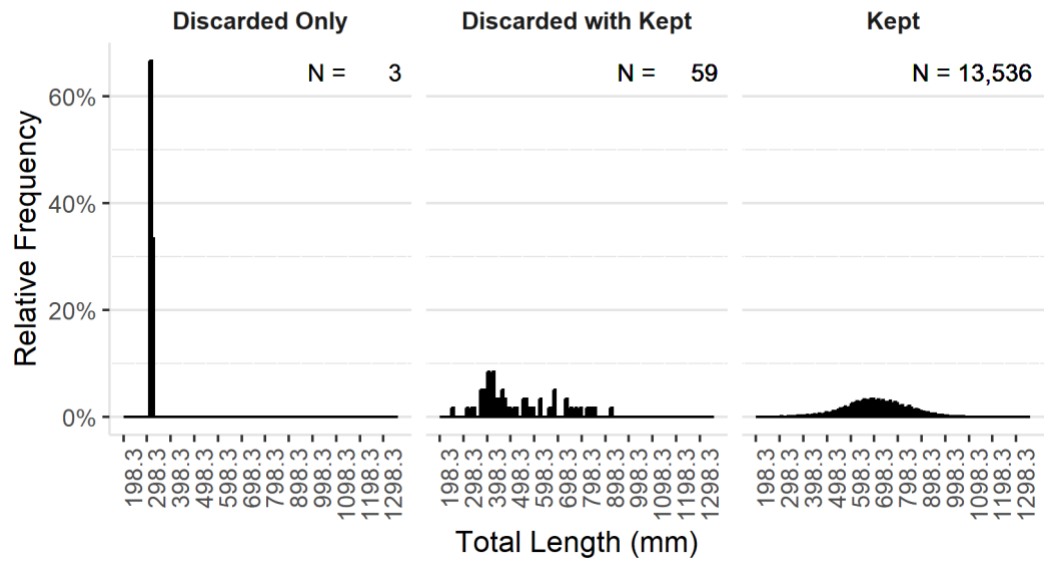 Discarded Only Discarded with Kept Kept
N = 3 N = 59 N = 13,536
60%
40%
20%
0%
Relative Frequency
198.3 298.3 398.3 498.3 598.3 698.3 798.3 898.3 998.3 1098.3 1198.3 1298.3
198.3 298.3 398.3 498.3 598.3 698.3 798.3 898.3 998.3 1098.3 1198.3 1298.3
198.3 298.3 398.3 498.3 598.3 698.3 798.3 898.3 998.3 1098.3 1198.3 1298.3
Total Length (mm)